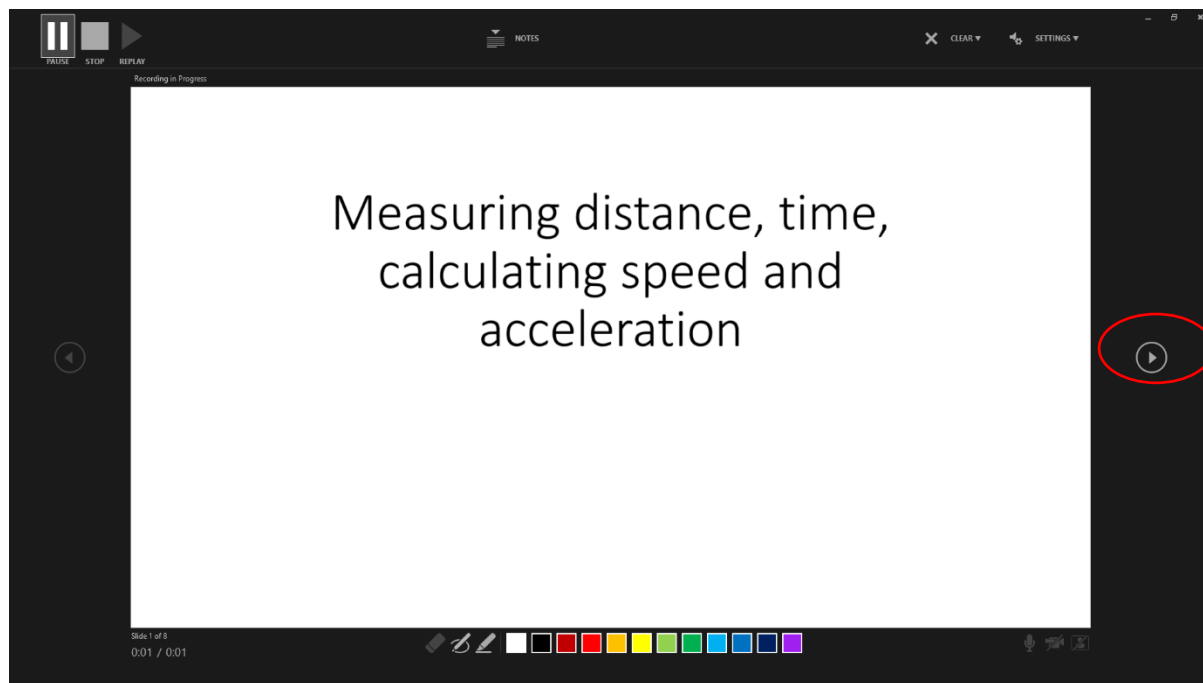 PAUSE STOP REPLAY
NOTES
CLEAR
SETTINGS
Recording in Progress
Measuring distance, time,
calculating speed and
acceleration
Slide 1 of 8
0:01 / 0:01